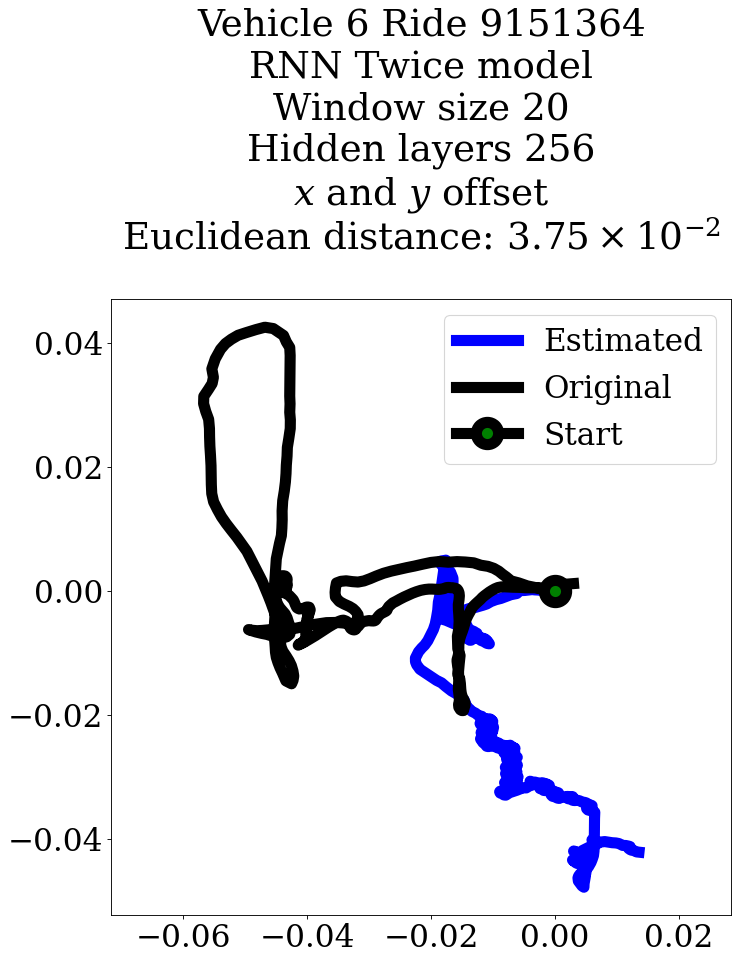 Vehicle 6 Ride 9151364
RNN Twice model
Window size 20
Hidden layers 256
x and y offset
Euclidean distance: 3.75 × 10⁻²
Estimated
Original
Start
0.04
0.02
0.00
−0.02
−0.04
−0.06 −0.04 −0.02 0.00 0.02